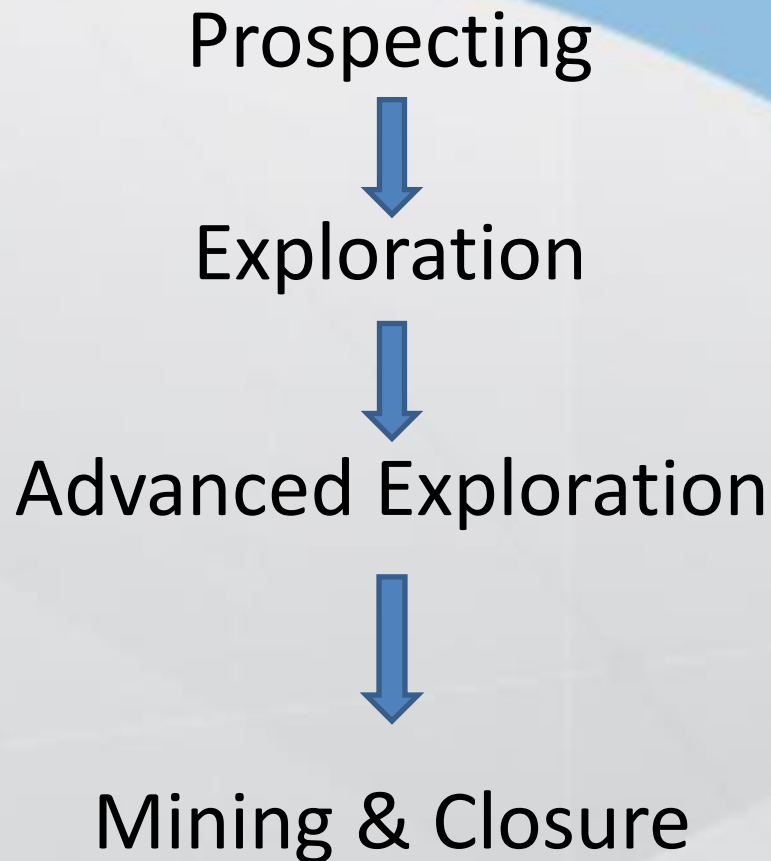 Prospecting
Exploration
Advanced Exploration
Mining & Closure